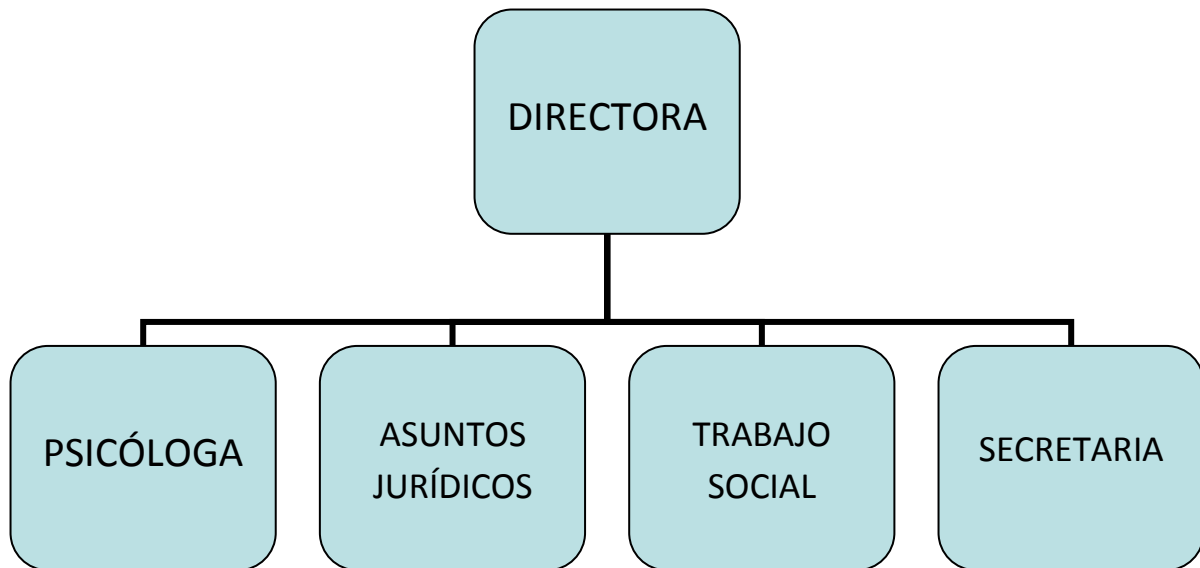 DIRECTORA
PSICÓLOGA
ASUNTOS
JURÍDICOS
TRABAJO
SOCIAL
SECRETARIA